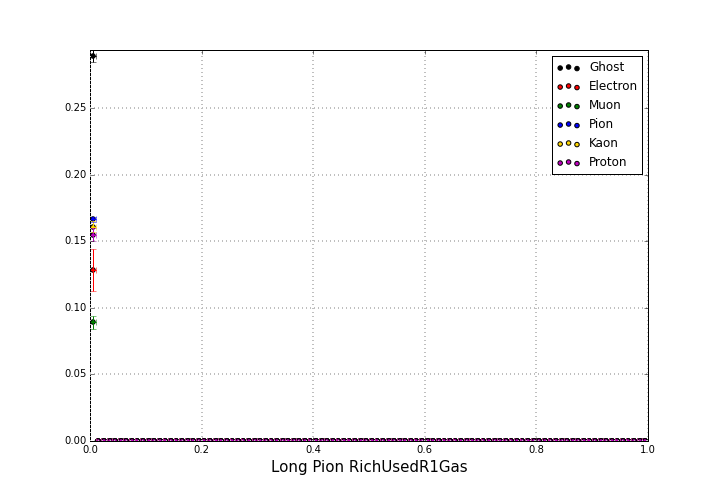 Ghost
Electron
Muon
Pion
Kaon
Proton
0.25
0.20
0.15
0.10
0.05
0.00
0.0 0.2 0.4 0.6 0.8 1.0
Long Pion RichUsedR1Gas